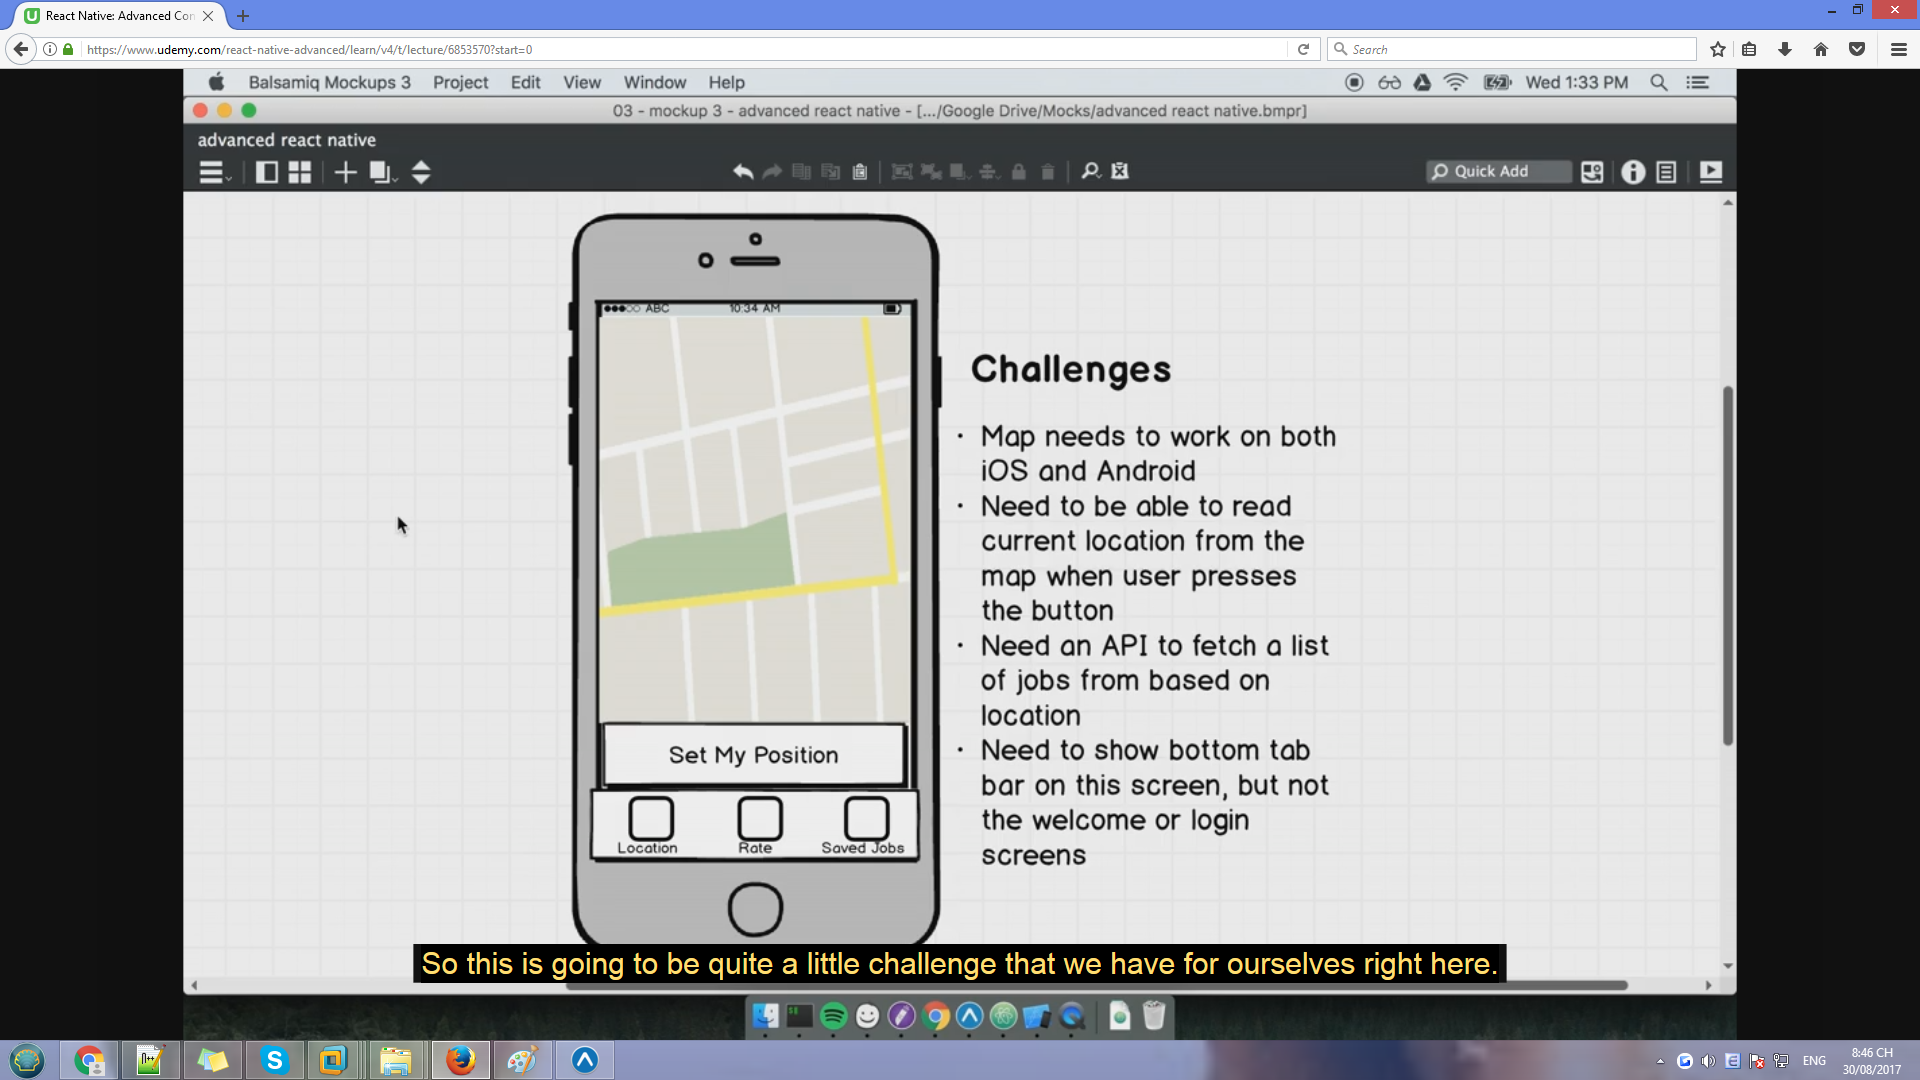 React Native: Advanced Con
https://www.udemy.com/react-native-advanced/learn/v4/t/lecture/6853570?start=0
Search
Balsamiq Mockups 3 Project Edit View Window Help
Wed 1:33 PM
03 - mockup 3 - advanced react native - [.../Google Drive/Mocks/advanced react native.bmpr]
advanced react native
Quick Add
ABC 10:34 AM
Challenges
· Map needs to work on both
iOS and Android
· Need to be able to read
current location from the
map when user presses
the button
· Need an API to fetch a list
of jobs from based on
location
· Need to show bottom tab
bar on this screen, but not
the welcome or login
screens
Set My Position
Location Rate Saved Jobs
So this is going to be quite a little challenge that we have for ourselves right here.
ENG
8:46 CH
30/08/2017